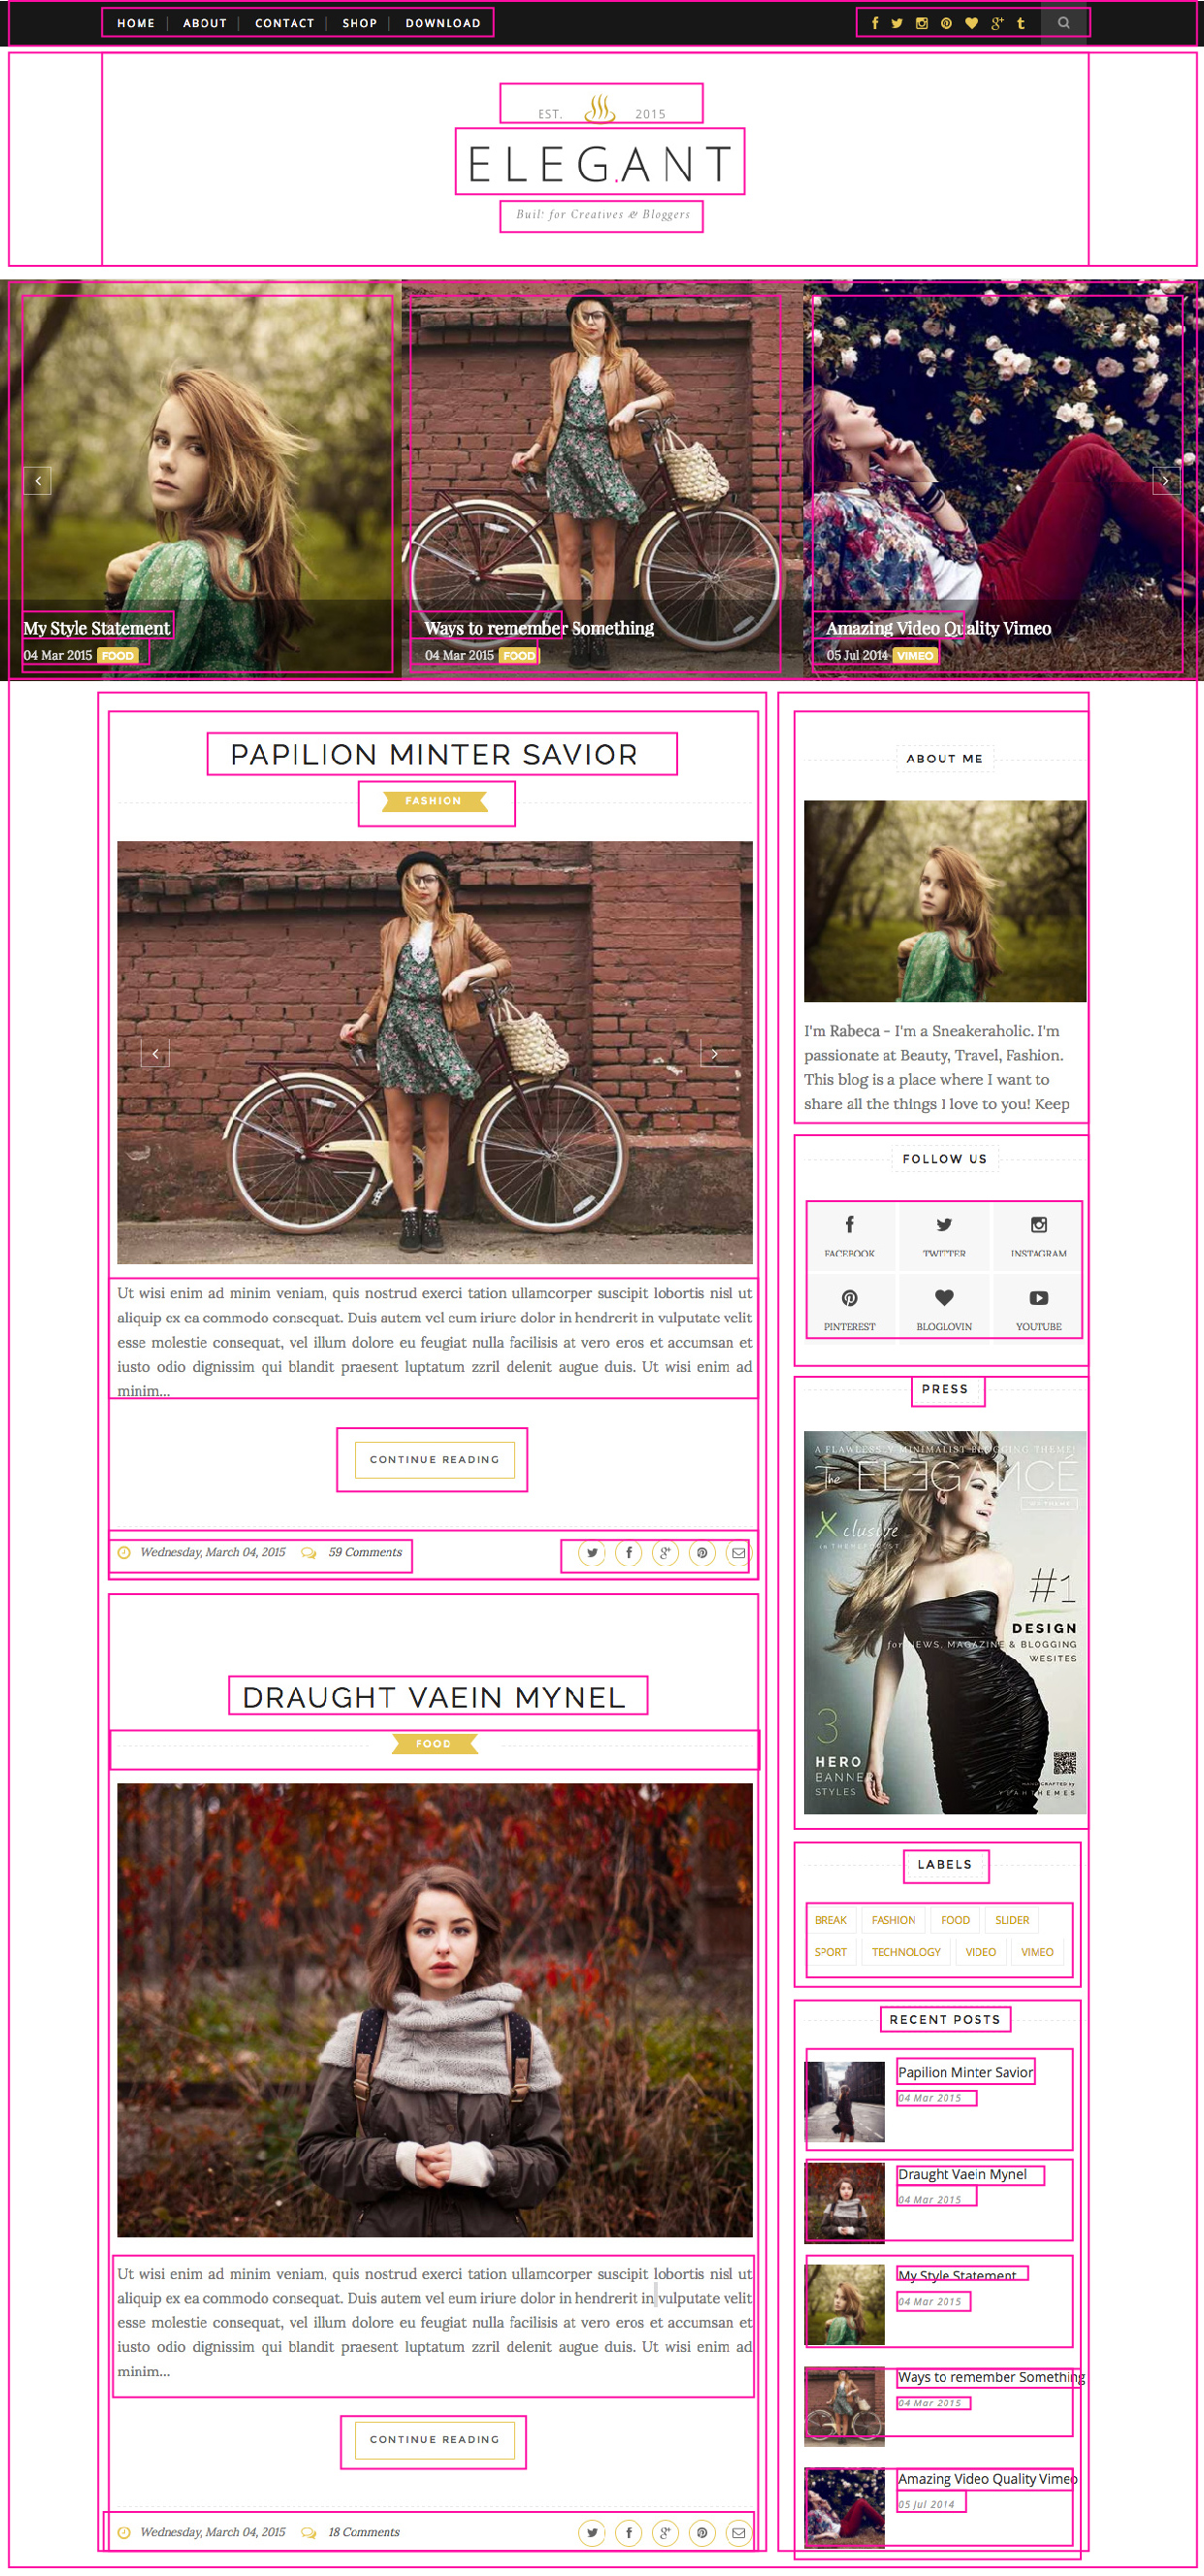 HOME ABOUT CONTACT SHOP DOWNLOAD
EST. 2015
ELEG.ANT
Built for Creatives & Bloggers
My Style Statement
04 Mar 2015 FOOD
Ways to remember Something
04 Mar 2015 FOOD
Amazing Video Quality Vimeo
05 Jul 2014 VIMEO
PAPILION MINTER SAVIOR
FASHION
Ut wisi enim ad minim veniam, quis nostrud exerci tation ullamcorper suscipit lobortis nisl ut
aliquip ex ea commodo consequat. Duis autem vel eum iriure dolor in hendrerit in vulputate velit
esse molestie consequat, vel illum dolore eu feugiat nulla facilisis at vero eros et accumsan et
iusto odio dignissim qui blandit praesent luptatum zzril delenit augue duis. Ut wisi enim ad
minim...
CONTINUE READING
Wednesday, March 04, 2015 59 Comments
DRAUGHT VAEIN MYNEL
FOOD
Ut wisi enim ad minim veniam, quis nostrud exerci tation ullamcorper suscipit lobortis nisl ut
aliquip ex ea commodo consequat. Duis autem vel eum iriure dolor in hendrerit in vulputate velit
esse molestie consequat, vel illum dolore eu feugiat nulla facilisis at vero eros et accumsan et
iusto odio dignissim qui blandit praesent luptatum zzril delenit augue duis. Ut wisi enim ad
minim...
CONTINUE READING
Wednesday, March 04, 2015 18 Comments
ABOUT ME
I'm Rabeca - I'm a Sneakeraholic. I'm
passionate at Beauty, Travel, Fashion.
This blog is a place where I want to
share all the things I love to you! Keep
FOLLOW US
FACEBOOK TWITTER INSTAGRAM
PINTEREST BLOGLOVIN YOUTUBE
PRESS
A FLAWLESSLY MINIMALIST BLOGGING THEME!
The ELEGANCÉ
Xclusive
in THEMEFOREST
#1
DESIGN
for NEWS, MAGAZINE & BLOGGING
WESITES
3
HERO
BANNER
STYLES
HANDCRAFTED by
YEAHTHEMES
LABELS
BREAK FASHION FOOD SLIDER
SPORT TECHNOLOGY VIDEO VIMEO
RECENT POSTS
Papilion Minter Savior
04 Mar 2015
Draught Vaein Mynel
04 Mar 2015
My Style Statement
04 Mar 2015
Ways to remember Something
04 Mar 2015
Amazing Video Quality Vimeo
05 Jul 2014